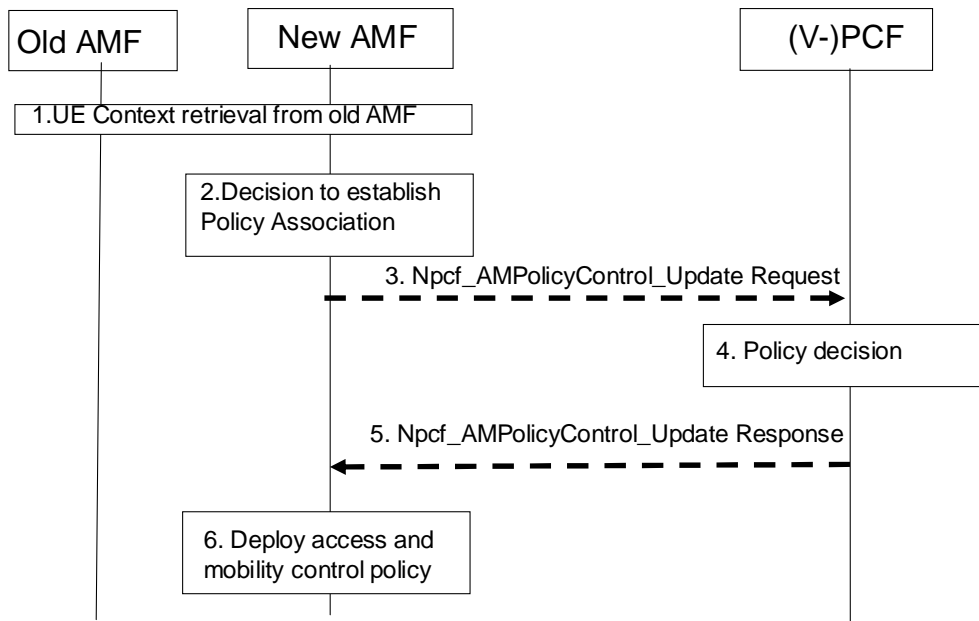 Old AMF
New AMF
(V-)PCF
1.UE Context retrieval from old AMF
2.Decision to establish
Policy Association
3. Npcf_AMPolicyControl_Update Request
4. Policy decision
5. Npcf_AMPolicyControl_Update Response
6. Deploy access and
mobility control policy